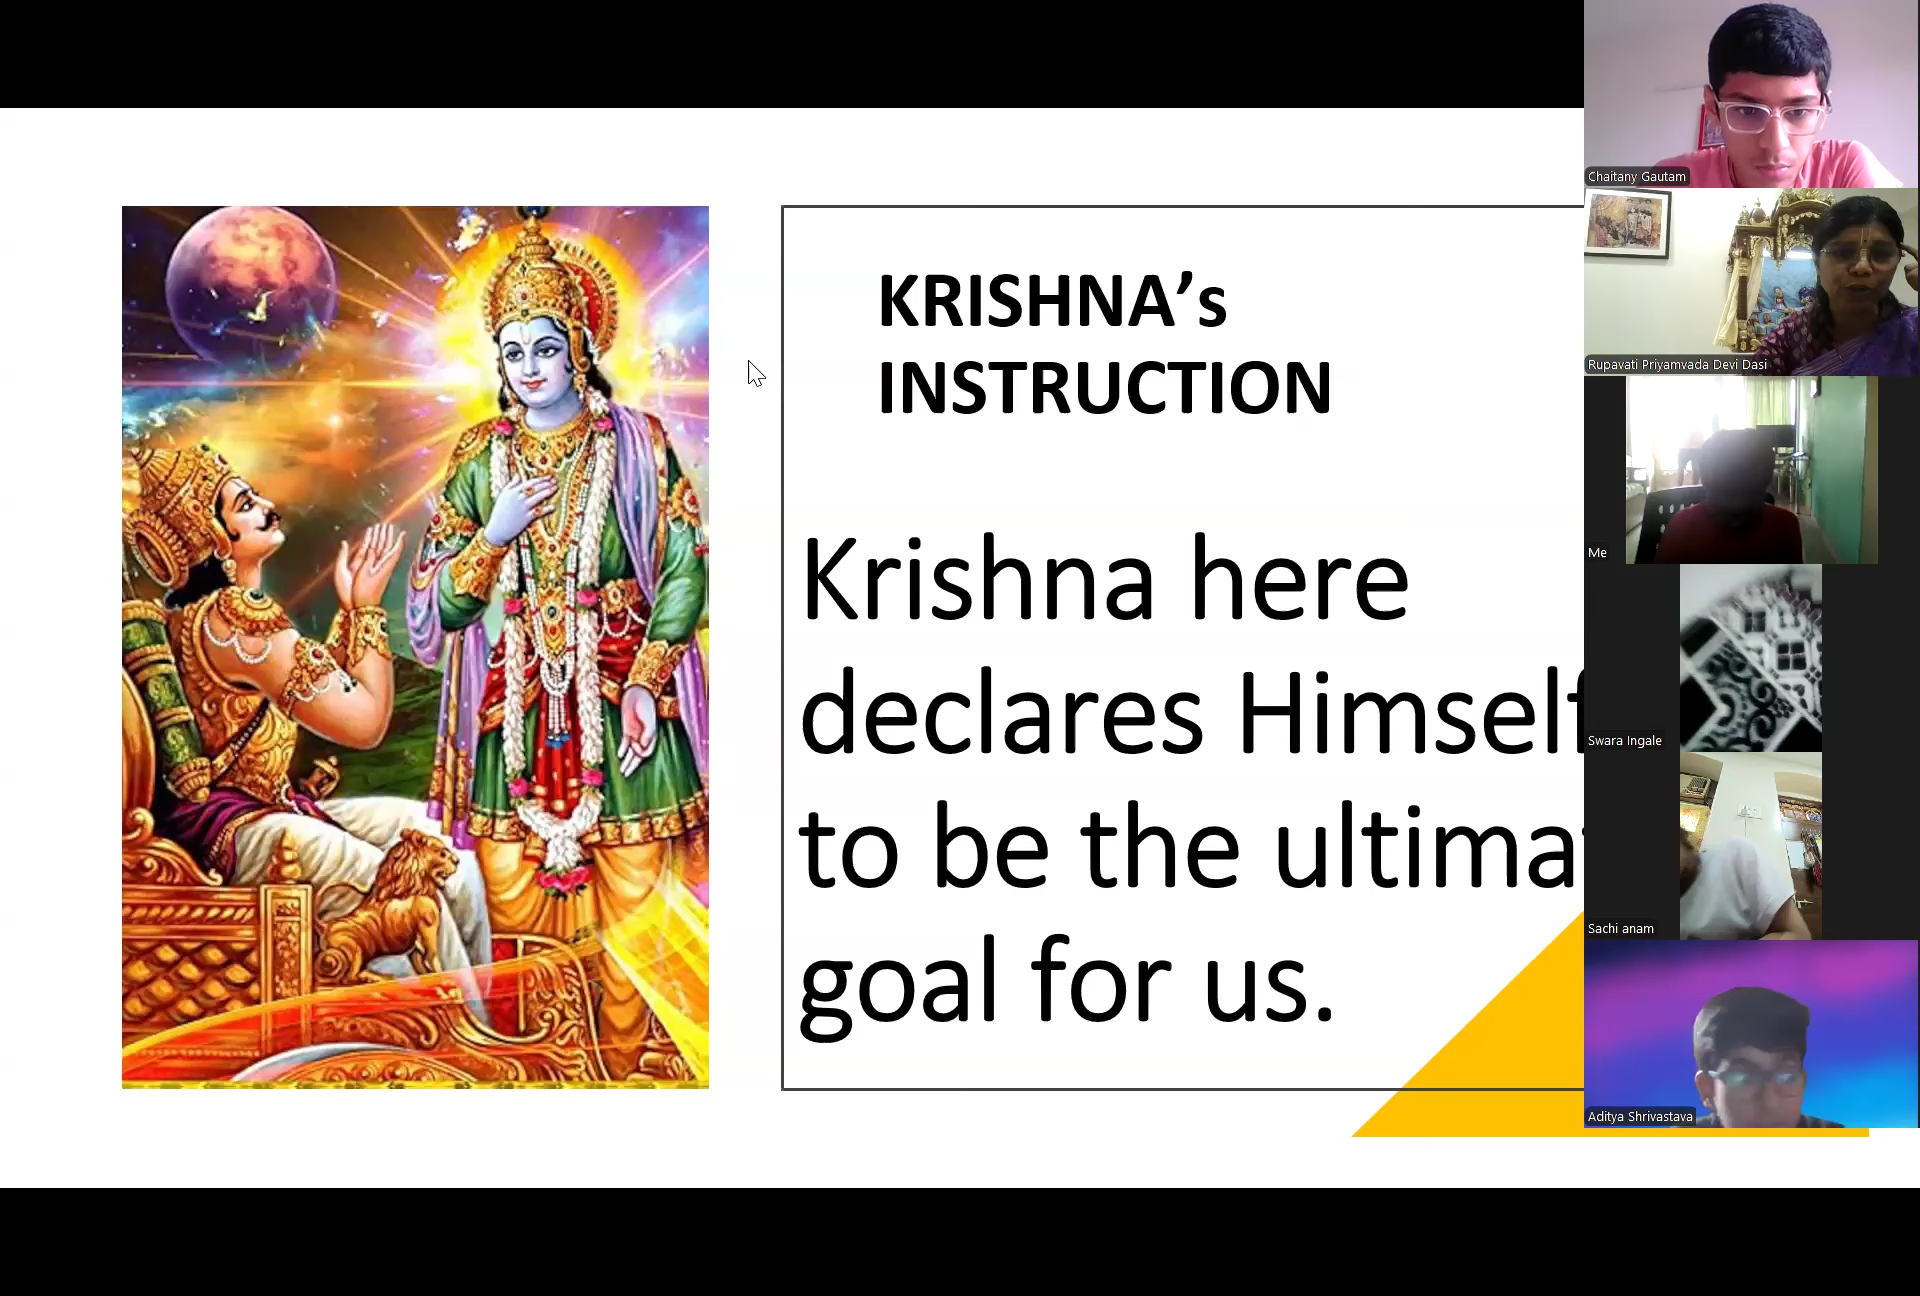 KRISHNA’s
INSTRUCTION
Krishna here
declares Himself
to be the ultima
goal for us.
Chaitany Gautam
Rupavati Priyamvada Devi Dasi
Me
Swara Ingale
Sachi anam
Aditya Shrivastava